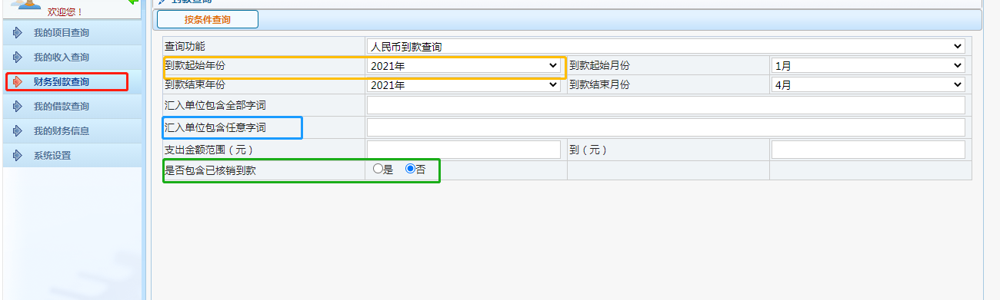 欢迎您！
我的项目查询
我的收入查询
财务到款查询
我的借款查询
我的财务信息
系统设置
到款查询
按条件查询
查询功能 人民币到款查询
到款起始年份 2021年 到款起始月份 1月
到款结束年份 2021年 到款结束月份 4月
汇入单位包含全部字词
汇入单位包含任意字词
支出金额范围（元） 到（元）
是否包含已核销到款 是 否